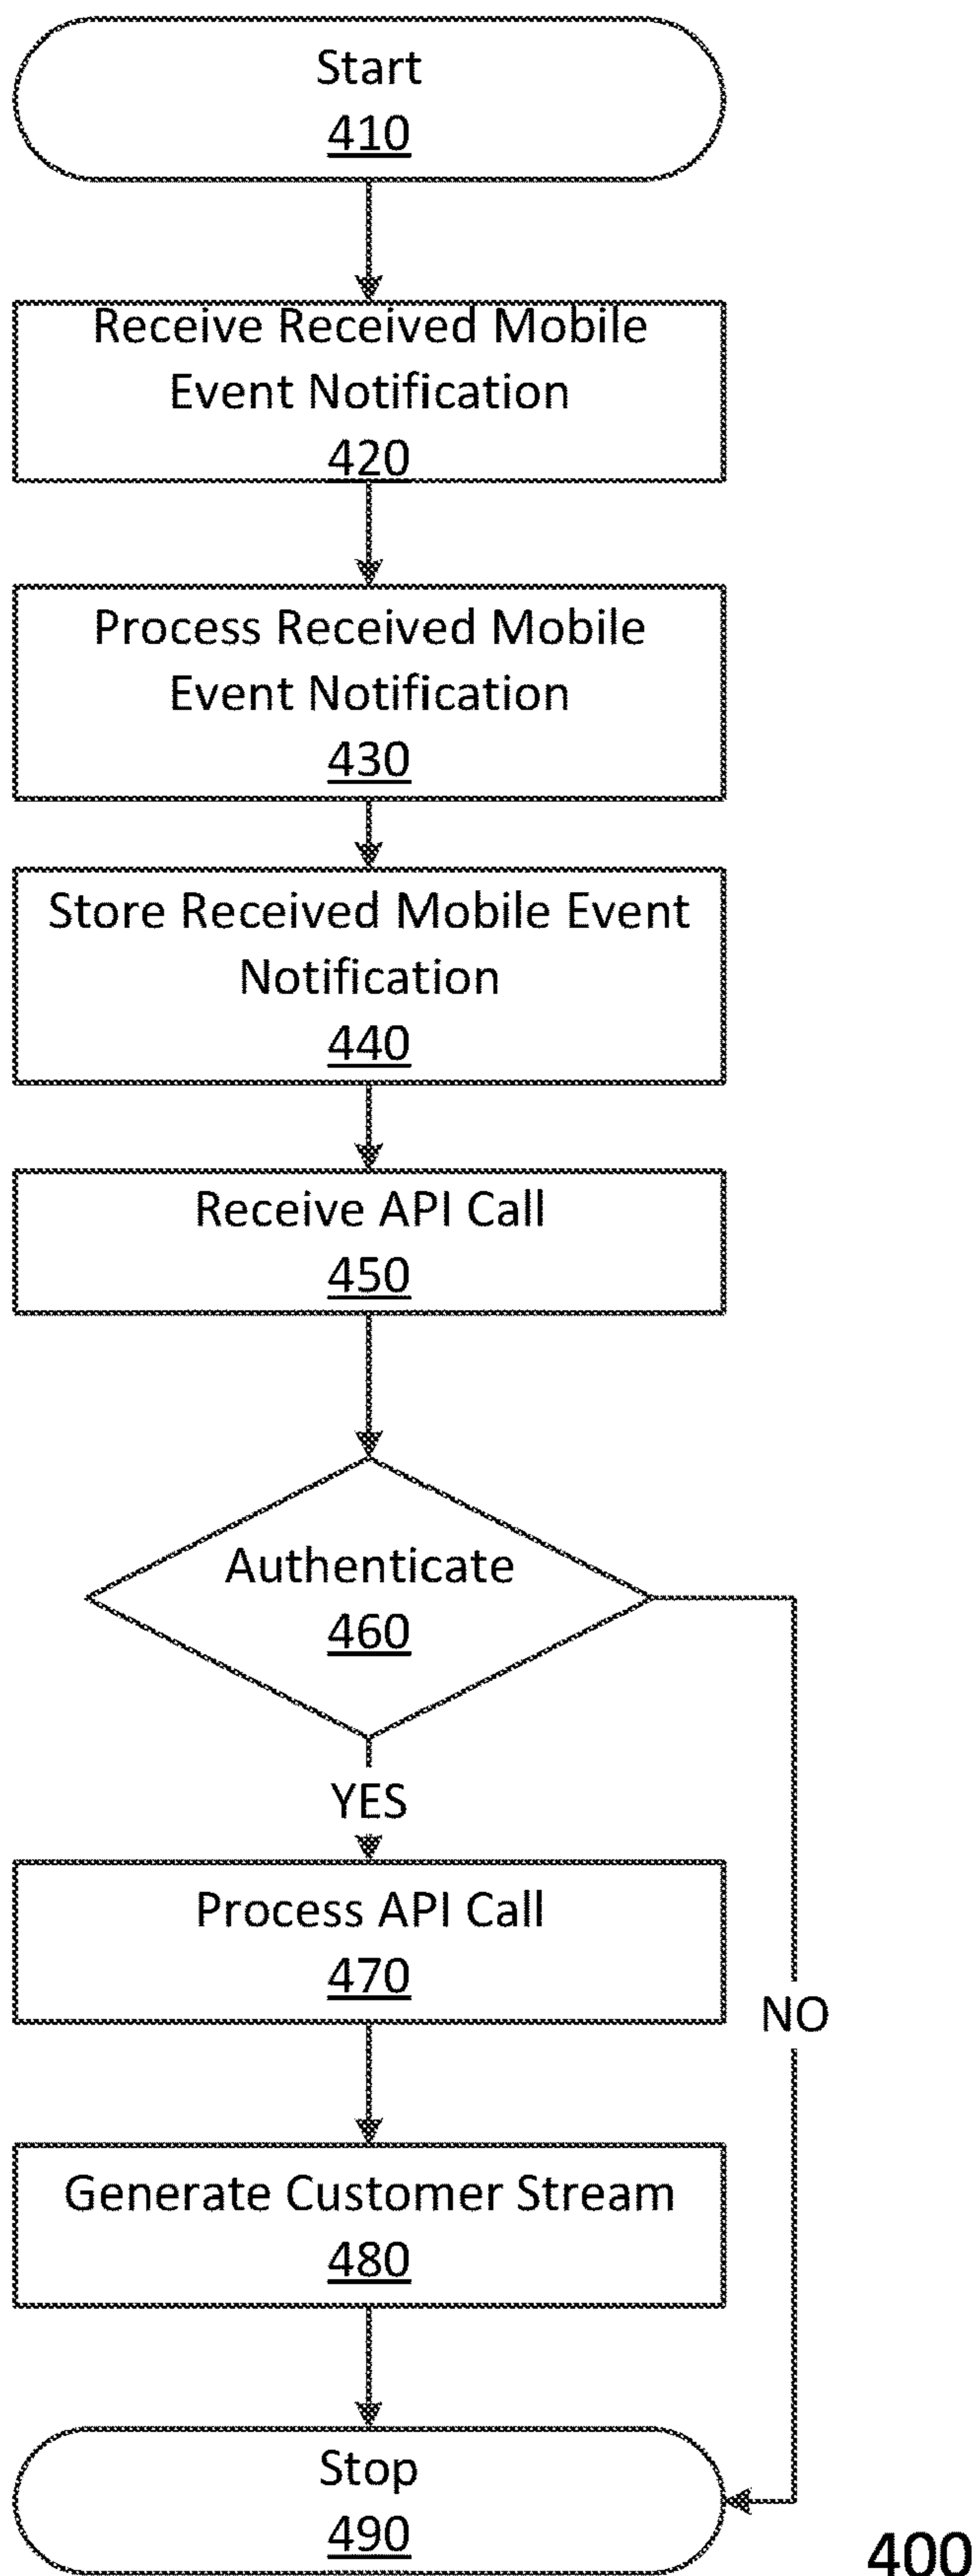 Start
410
Receive Received Mobile
Event Notification
420
Process Received Mobile
Event Notification
430
Store Received Mobile Event
Notification
440
Receive API Call
450
Authenticate
460
YES
Process API Call
470
NO
Generate Customer Stream
480
Stop
490
400